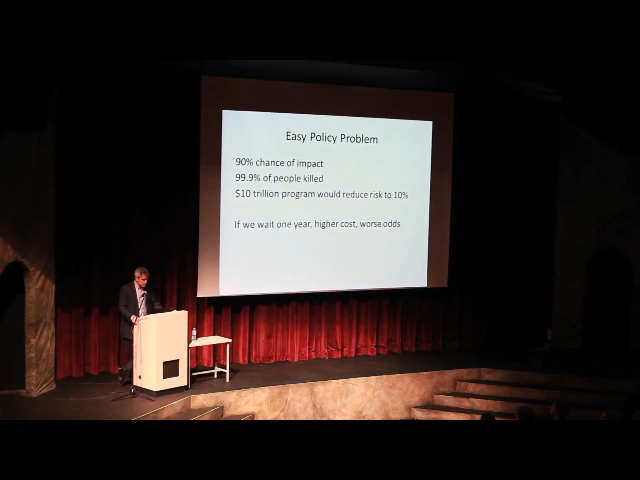 Easy Policy Problem
90% chance of impact
99.9% of people killed
$10 trillion program would reduce risk to 10%
If we wait one year, higher cost, worse odds